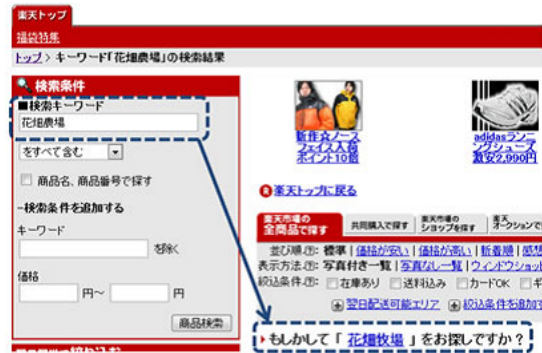 楽天トップ
福袋特集
トップ > キーワード「花畑農場」の検索結果
検索条件
■検索キーワード
花畑農場
をすべて含む
商品名、商品番号で探す
-検索条件を追加する
キーワード
を除く
価格
円～ 円
商品検索
新作☆ノース
フェイス入荷
ポイント10倍
adidasランニ
ングシューズ
激安2,990円
楽天トップに戻る
楽天市場の
全商品で探す
共同購入で探す
楽天市場の
ショップを探す
楽天
オークションで
並び順: 標準 | 価格が安い | 価格が高い | 新着順 | 感想
表示方法: 写真付き一覧 | 写真なし一覧 | ウィンドウショッ
絞込条件: 在庫あり 送料込み カードOK ギ
翌日配送可能エリア 絞込条件を追加す
もしかして「 花畑牧場 」をお探しですか？